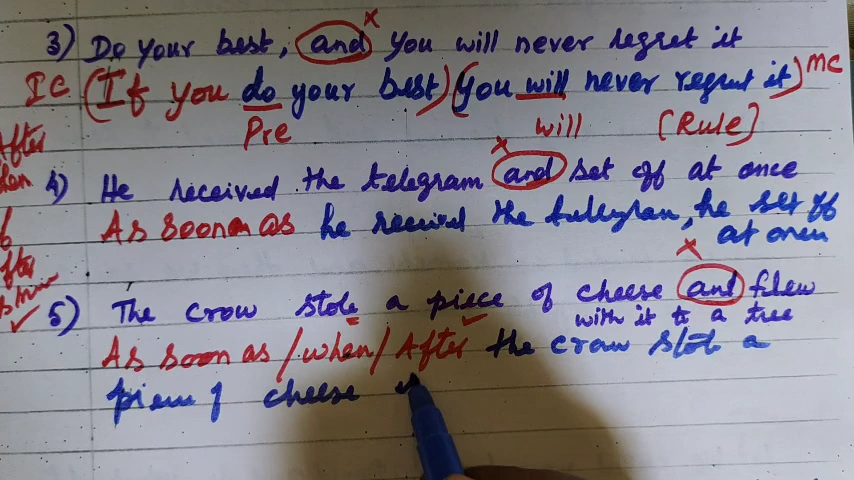 3) Do your best, and x you will never regret it
IC (If you do your best) (you will never regret it) MC
Pre will [Rule]
After
4) He received the telegram and x set off at once
As soon as he received the telegram, he set off
at once
5) The crow stole a piece of cheese and x flew
with it to a tree
As soon as / when / After the crow stole a
piece of cheese